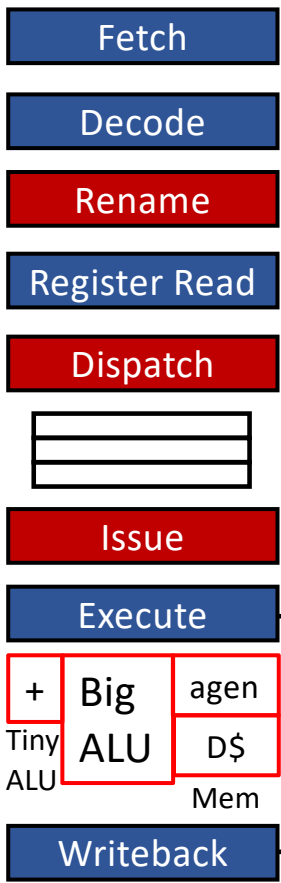 Fetch
Decode
Rename
Register Read
Dispatch
Issue
Execute
+
Big
ALU
agen
D$
Tiny
ALU
Mem
Writeback